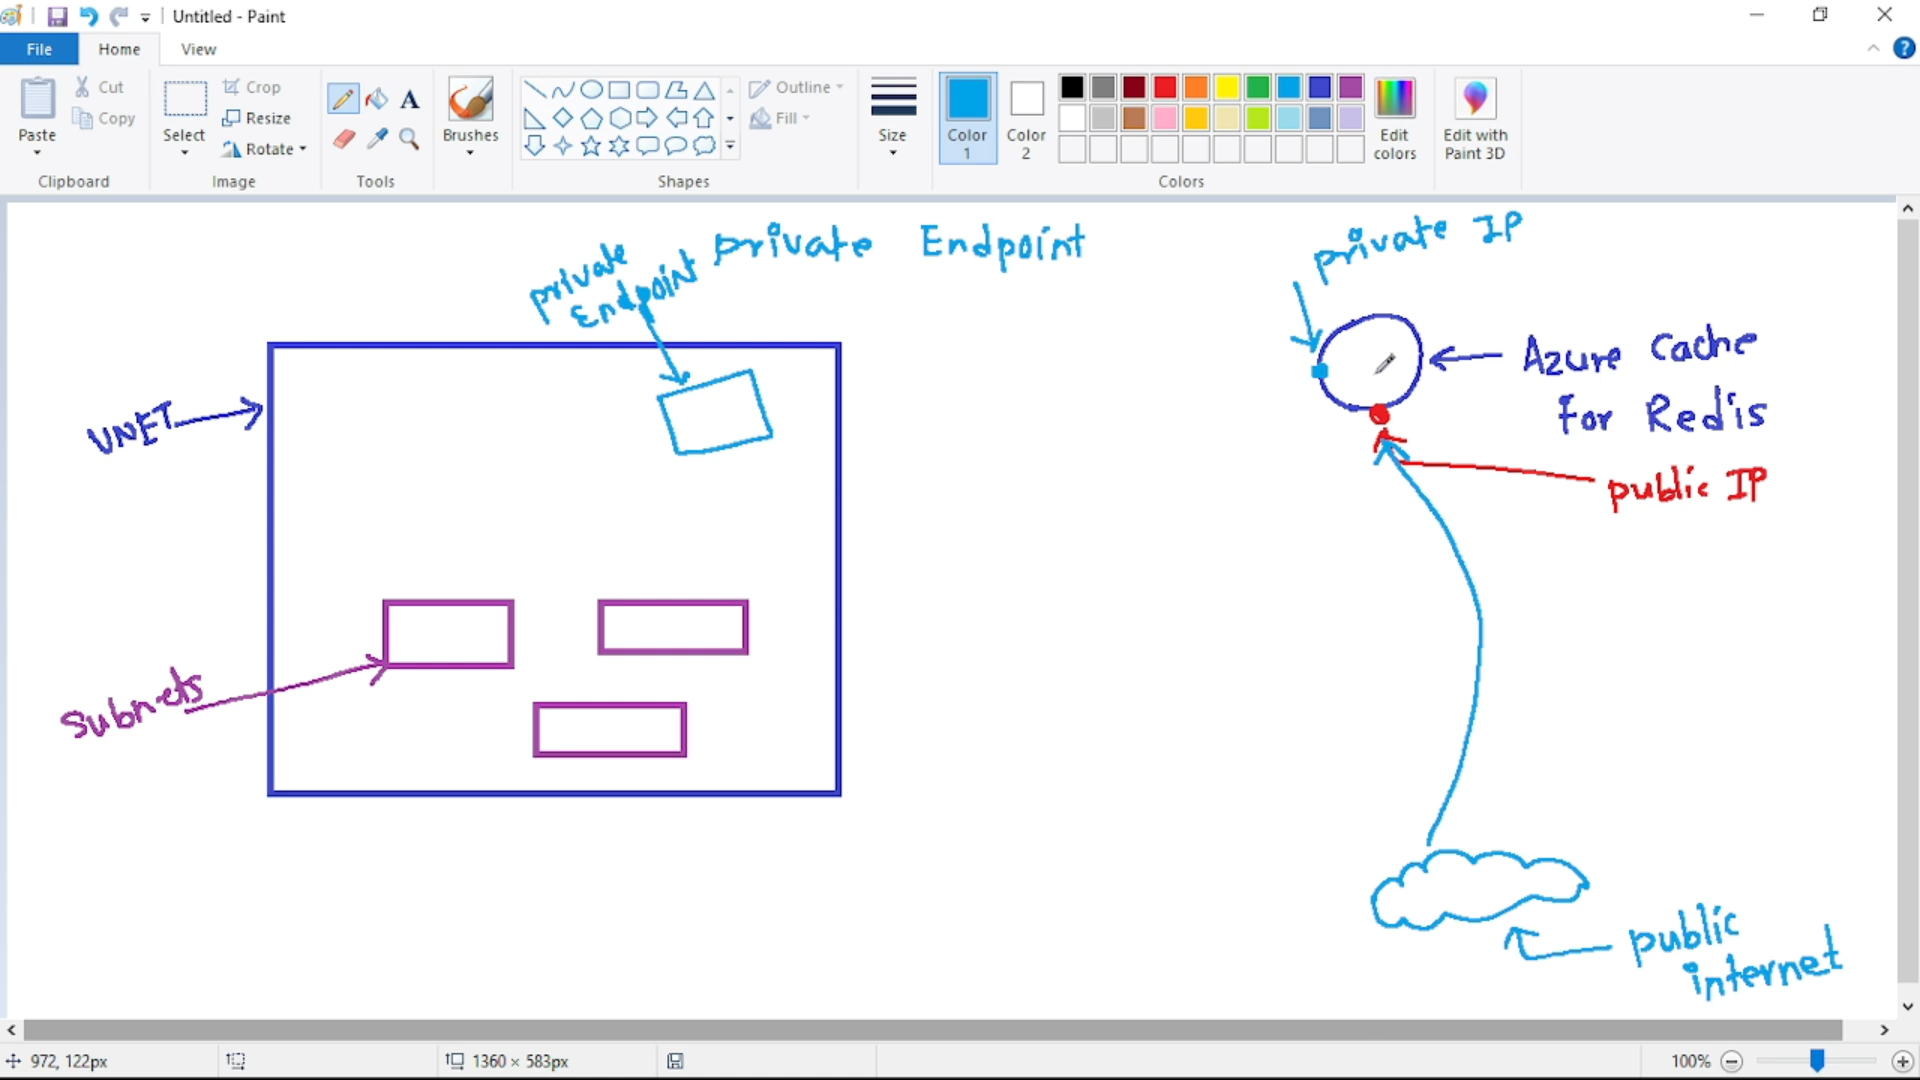 Untitled - Paint
File
Home
View
Paste
Cut
Copy
Clipboard
Select
Crop
Resize
Rotate
Image
A
Tools
Brushes
Outline
Fill
Shapes
Size
Color 1
Color 2
Edit colors
Colors
Edit with Paint 3D
private Endpoint
private
Endpoint
private IP
VNET
Azure Cache
For Redis
public IP
Subnets
public
internet
972, 122px
1360 × 583px
100%